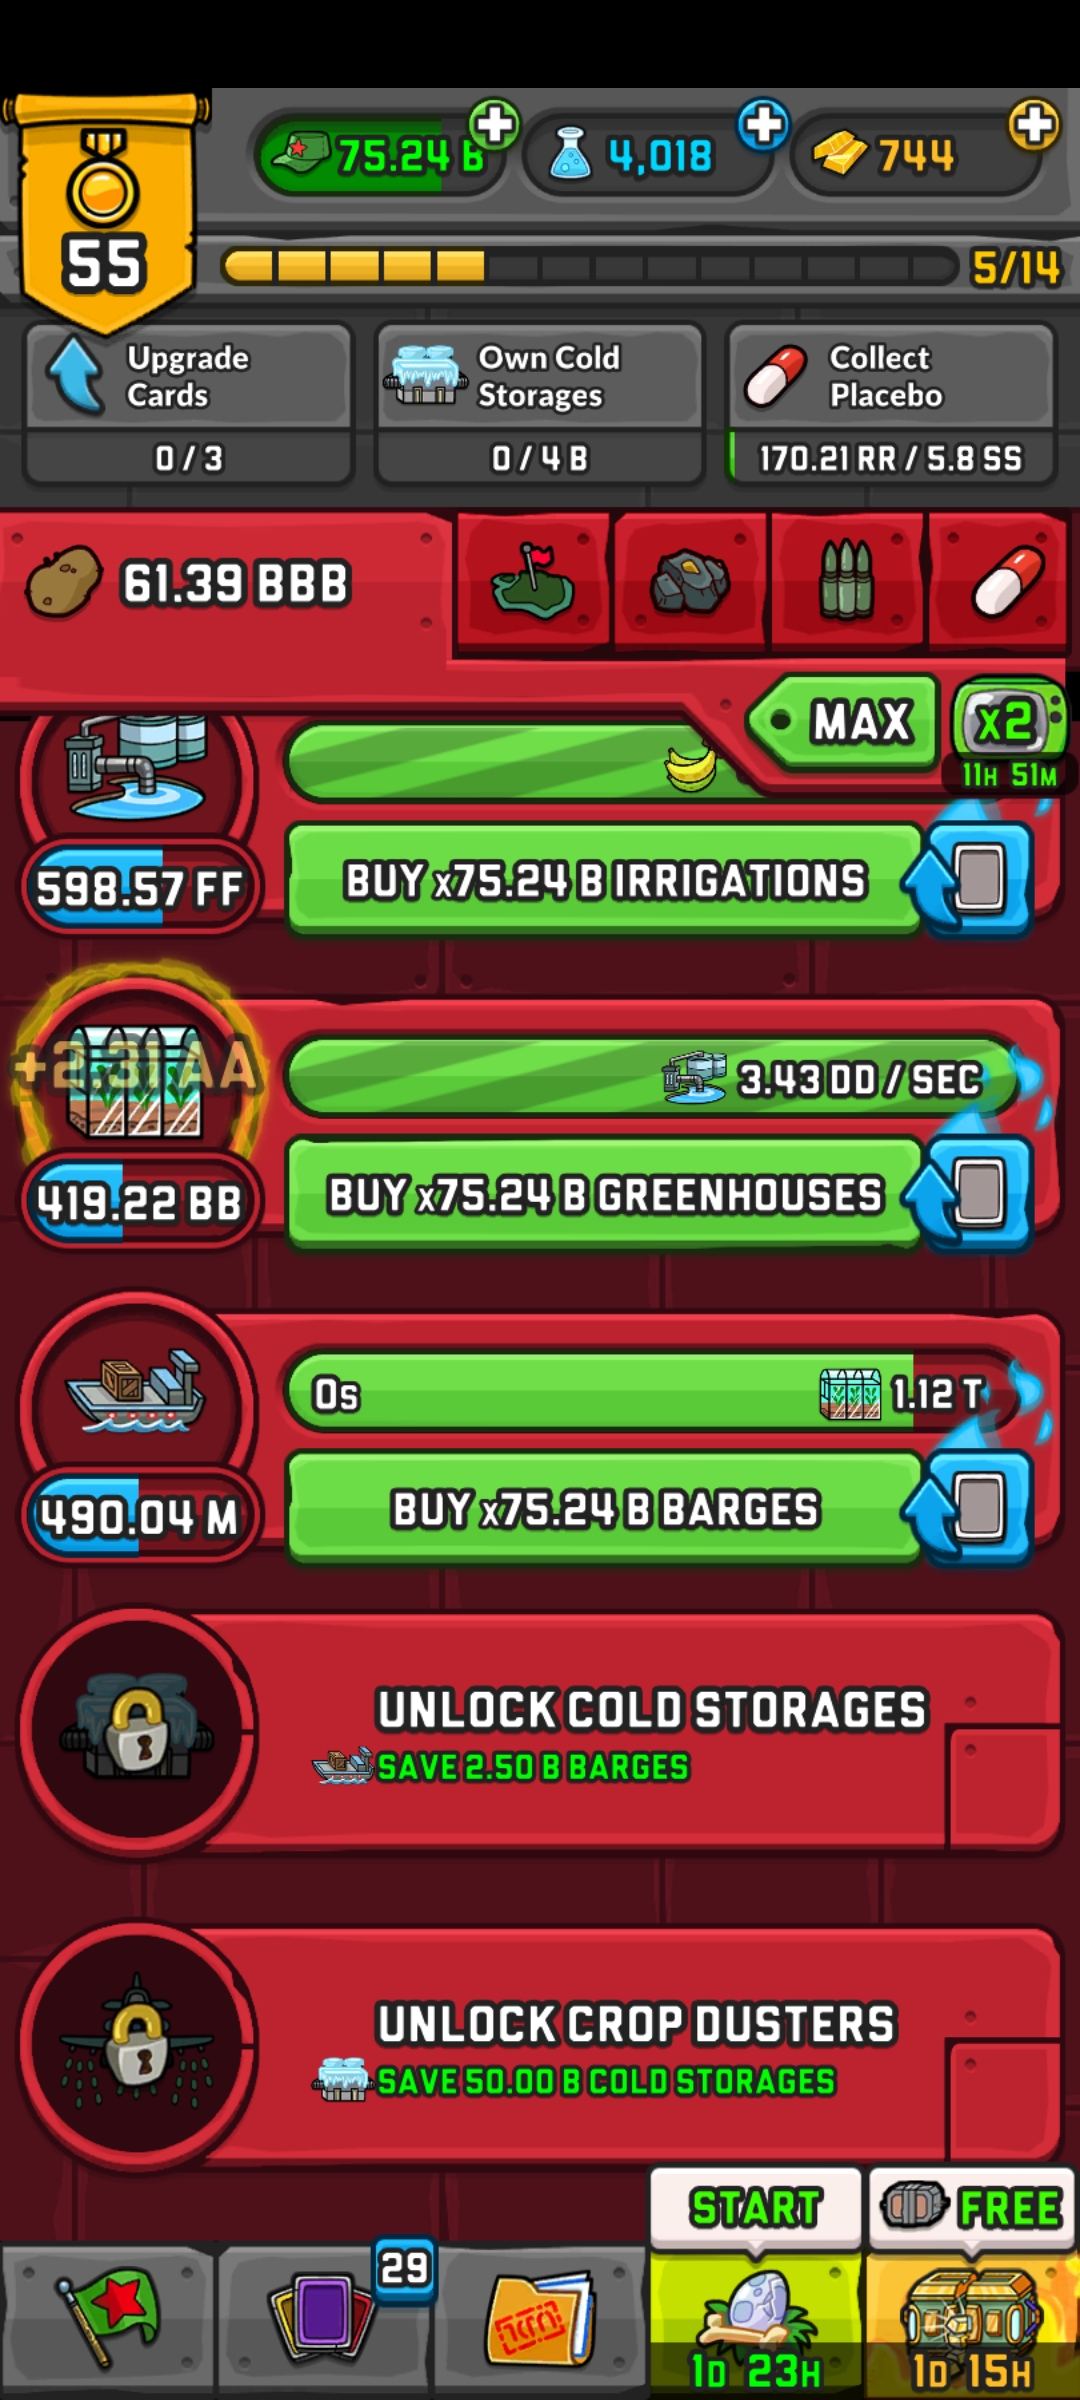 55
75.24 B
4,018
744
5/14
Upgrade
Cards
0 / 3
Own Cold
Storages
0 / 4 B
Collect
Placebo
170.21 RR / 5.8 SS
61.39 BBB
MAX
x2
11H 51M
598.57 FF
BUY x75.24 B IRRIGATIONS
+2.31 AA
3.43 DD / SEC
419.22 BB
BUY x75.24 B GREENHOUSES
0s
1.12 T
490.04 M
BUY x75.24 B BARGES
UNLOCK COLD STORAGES
SAVE 2.50 B BARGES
UNLOCK CROP DUSTERS
SAVE 50.00 B COLD STORAGES
START
FREE
29
1D 23H
1D 15H